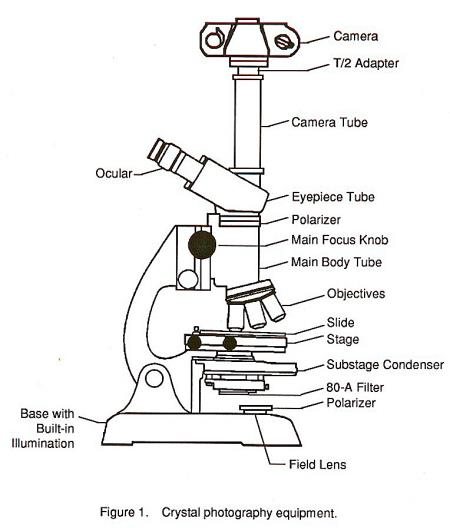 Camera
T/2 Adapter
Camera Tube
Ocular
Eyepiece Tube
Polarizer
Main Focus Knob
Main Body Tube
Objectives
Slide
Stage
Substage Condenser
80-A Filter
Polarizer
Base with
Built-in
Illumination
Field Lens
Figure 1. Crystal photography equipment.